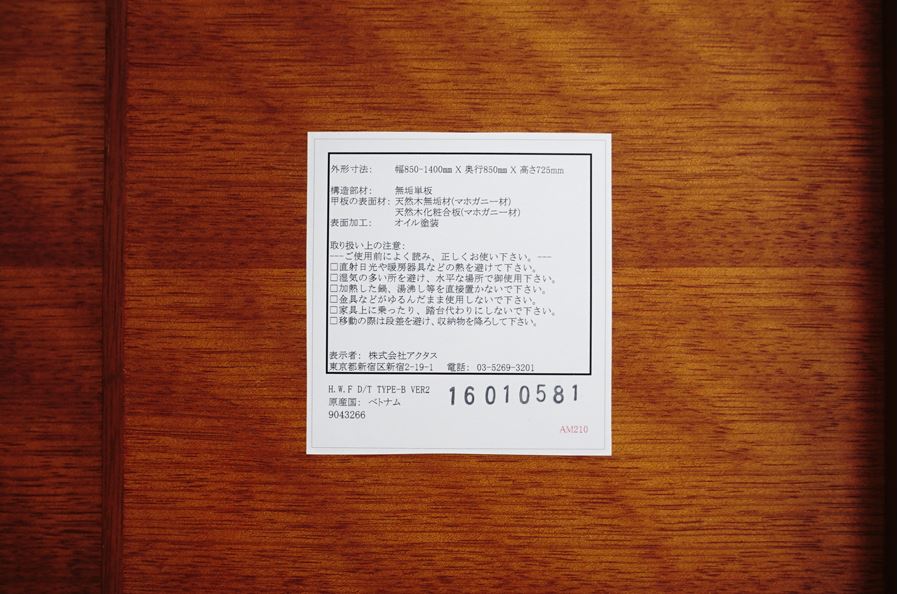 外形寸法: 幅850-1400㎜ X 奥行850㎜ X 高さ725mm
構造部材: 無垢単板
甲板の表面材: 天然木無垢材(マホガニー材)
天然木化粧合板(マホガニー材)
表面加工: オイル塗装
取り扱い上の注意:
---ご使用前によく読み、正しくお使い下さい。---
□直射日光や暖房器具などの熱を避けて下さい。
□湿気の多い所を避け、水平な場所で御使用下さい。
□加熱した鍋、湯沸し等を直接置かないで下さい。
□金具などがゆるんだまま使用しないで下さい。
□家具上に乗ったり、踏台代わりにしないで下さい。
□移動の際は段差を避け、収納物を降ろして下さい。
表示者: 株式会社アクタス
東京都新宿区新宿2-19-1 電話: 03-5269-3201
H.W.F D/T TYPE-B VER2
原産国: ベトナム
9043266
16010581
AM210